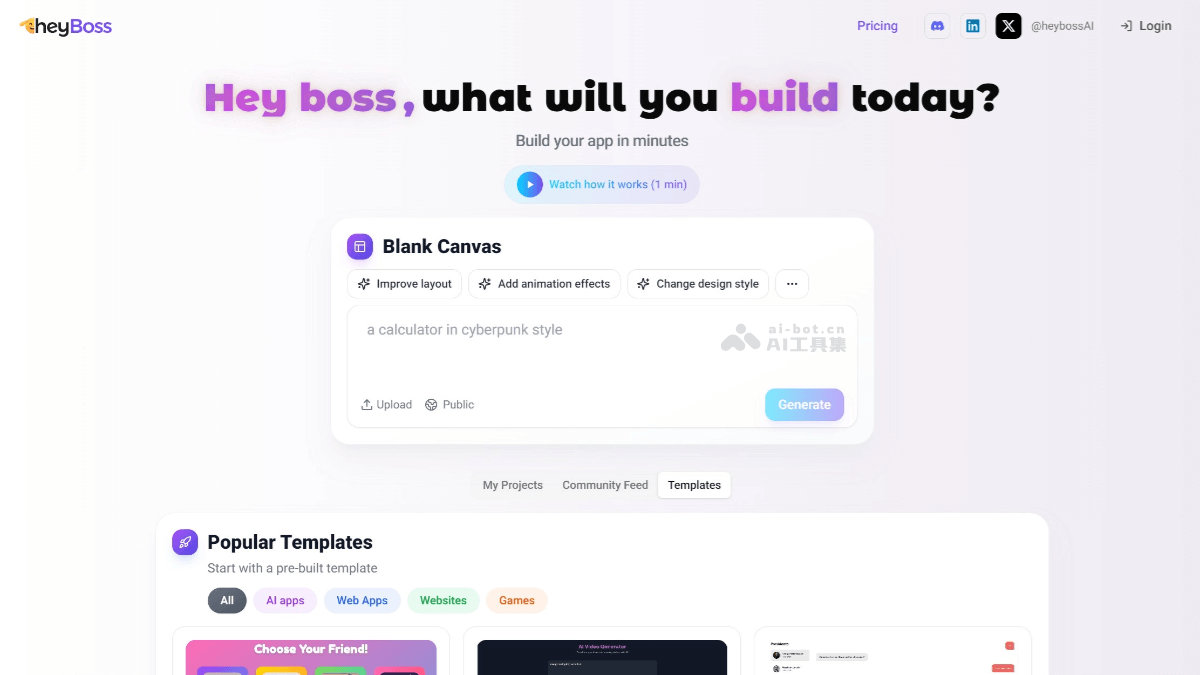 heyBoss
Pricing
@heybossAI
Login
Hey boss, what will you build today?
Build your app in minutes
Watch how it works (1 min)
Blank Canvas
Improve layout
Add animation effects
Change design style
a calculator in cyberpunk style
ai-bot.cn
AI工具集
Upload
Public
Generate
My Projects
Community Feed
Templates
Popular Templates
Start with a pre-built template
All
AI apps
Web Apps
Websites
Games
Choose Your Friend!
AI Video Generator